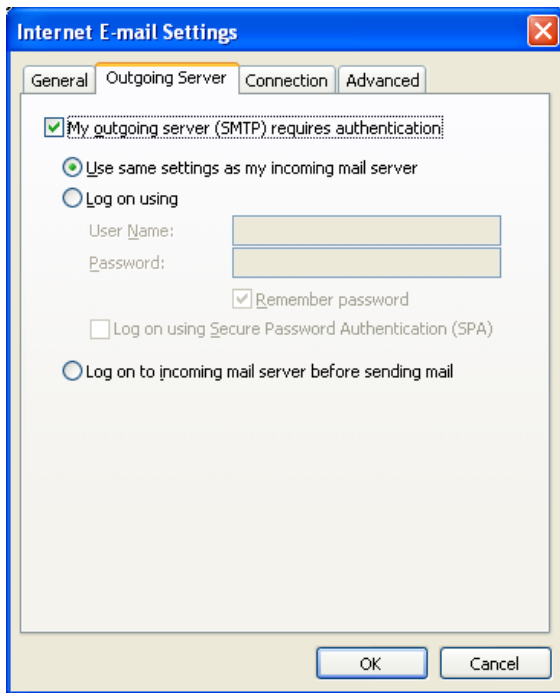 Internet E-mail Settings
General Outgoing Server Connection Advanced
My outgoing server (SMTP) requires authentication
Use same settings as my incoming mail server
Log on using
User Name:
Password:
Remember password
Log on using Secure Password Authentication (SPA)
Log on to incoming mail server before sending mail
OK Cancel